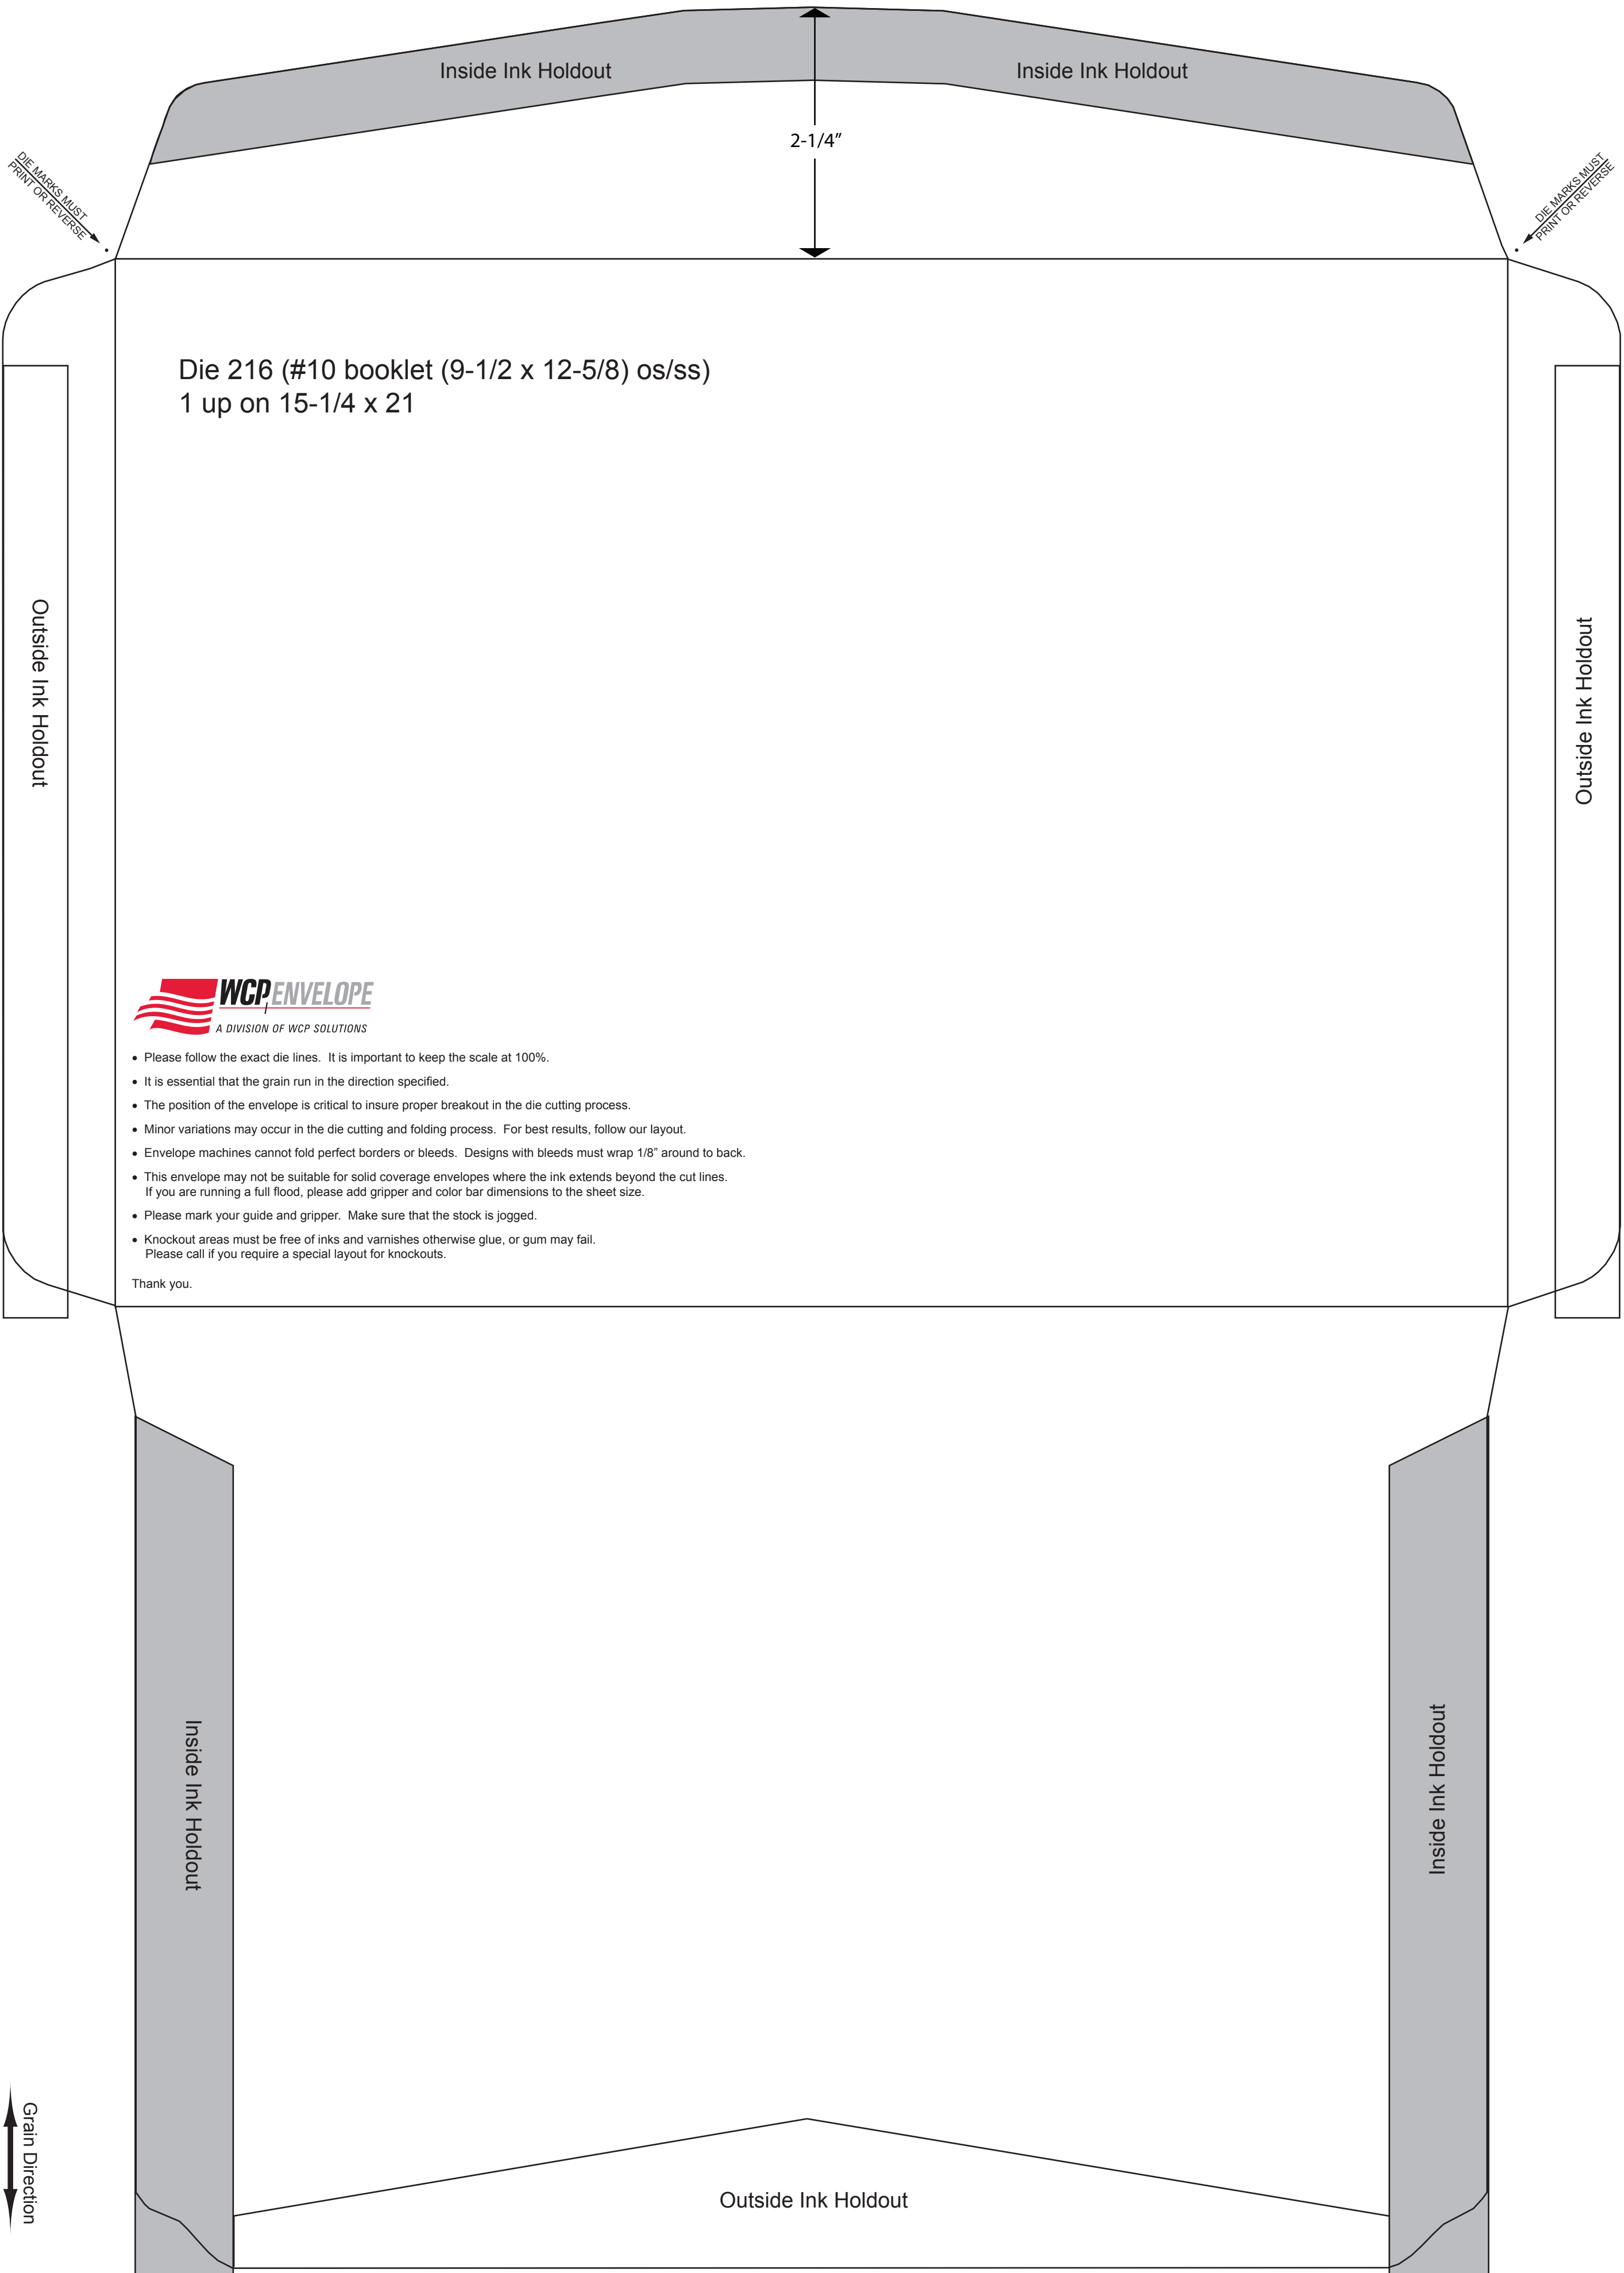 Inside Ink Holdout
Inside Ink Holdout
2-1/4”
DIE MARKS MUST
PRINT OR REVERSE
DIE MARKS MUST
PRINT OR REVERSE
Die 216 (#10 booklet (9-1/2 x 12-5/8) os/ss)
1 up on 15-1/4 x 21
Outside Ink Holdout
Outside Ink Holdout
WCP ENVELOPE
A DIVISION OF WCP SOLUTIONS
• Please follow the exact die lines.  It is important to keep the scale at 100%.
• It is essential that the grain run in the direction specified.
• The position of the envelope is critical to insure proper breakout in the die cutting process.
• Minor variations may occur in the die cutting and folding process.  For best results, follow our layout.
• Envelope machines cannot fold perfect borders or bleeds.  Designs with bleeds must wrap 1/8” around to back.
• This envelope may not be suitable for solid coverage envelopes where the ink extends beyond the cut lines.
If you are running a full flood, please add gripper and color bar dimensions to the sheet size.
• Please mark your guide and gripper.  Make sure that the stock is jogged.
• Knockout areas must be free of inks and varnishes otherwise glue, or gum may fail.
Please call if you require a special layout for knockouts.
Thank you.
Inside Ink Holdout
Inside Ink Holdout
Grain Direction
Outside Ink Holdout